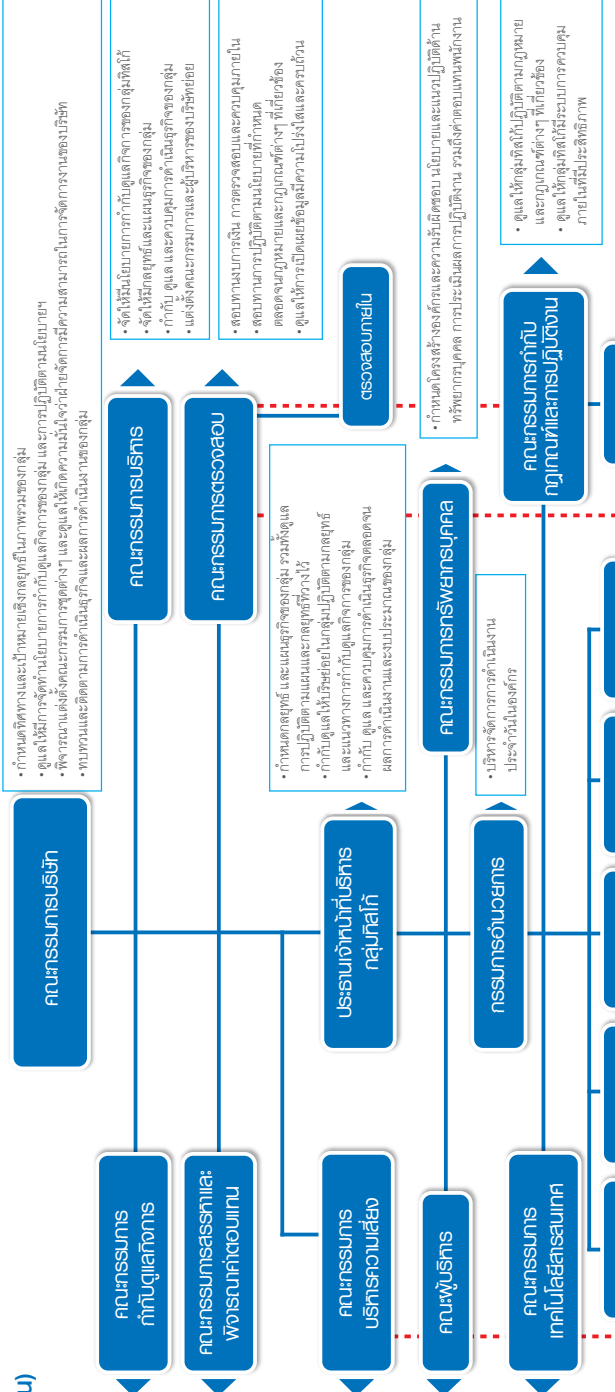 น)
คณะกรรมการบริษัท
• กำหนดทิศทางและเป้าหมายเชิงกลยุทธ์ในภาพรวมของกลุ่ม
• ดูแลให้มีการจัดทำนโยบายการกำกับดูแลกิจการของกลุ่ม และการปฏิบัติตามนโยบายฯ
• พิจารณาแต่งตั้งคณะกรรมการชุดต่างๆ และดูแลให้เกิดความมั่นใจว่าฝ่ายจัดการมีความสามารถในการจัดการงานของบริษัท
• ทบทวนและติดตามการดำเนินธุรกิจและผลการดำเนินงานของกลุ่ม
คณะกรรมการ
กำกับดูแลกิจการ
คณะกรรมการบริหาร
• จัดให้มีนโยบายการกำกับดูแลกิจการของกลุ่มทิสโก้
• จัดให้มีกลยุทธ์และแผนธุรกิจของกลุ่ม
• กำกับ ดูแล และควบคุมการดำเนินธุรกิจของกลุ่ม
• แต่งตั้งคณะกรรมการและผู้บริหารของบริษัทย่อย
คณะกรรมการสรรหาและ
พิจารณาค่าตอบแทน
คณะกรรมการตรวจสอบ
• สอบทานงบการเงิน การตรวจสอบและควบคุมภายใน
• สอบทานการปฏิบัติตามนโยบายที่กำหนด
ตลอดจนกฎหมายและกฎเกณฑ์ต่างๆ ที่เกี่ยวข้อง
• ดูแลให้การเปิดเผยข้อมูลมีความโปร่งใสและครบถ้วน
ตรวจสอบภายใน
คณะกรรมการ
บริหารความเสี่ยง
ประธานเจ้าหน้าที่บริหาร
กลุ่มทิสโก้
• กำหนดกลยุทธ์ และแผนธุรกิจของกลุ่ม รวมทั้งดูแล
การปฏิบัติตามแผนและกลยุทธ์ที่วางไว้
• กำกับดูแลให้บริษัทย่อยในกลุ่มปฏิบัติตามกลยุทธ์
และแนวทางการกำกับดูแลกิจการของกลุ่ม
• กำกับ ดูแล และควบคุมการดำเนินธุรกิจตลอดจน
ผลการดำเนินงานและงบประมาณของกลุ่ม
คณะผู้บริหาร
คณะกรรมการทรัพยากรบุคคล
• กำหนดโครงสร้างองค์กรและความรับผิดชอบ นโยบายและแนวปฏิบัติด้าน
ทรัพยากรบุคคล การประเมินผลการปฏิบัติงาน รวมถึงค่าตอบแทนพนักงาน
กรรมการอำนวยการ
• บริหารจัดการการดำเนินงาน
ประจำวันในองค์กร
คณะกรรมการ
เทคโนโลยีสารสนเทศ
คณะกรรมการกำกับ
กฎเกณฑ์และการปฏิบัติงาน
• ดูแลให้กลุ่มทิสโก้ปฏิบัติตามกฎหมาย
และกฎเกณฑ์ต่างๆ ที่เกี่ยวข้อง
• ดูแลให้กลุ่มทิสโก้มีระบบการควบคุม
ภายในที่มีประสิทธิภาพ